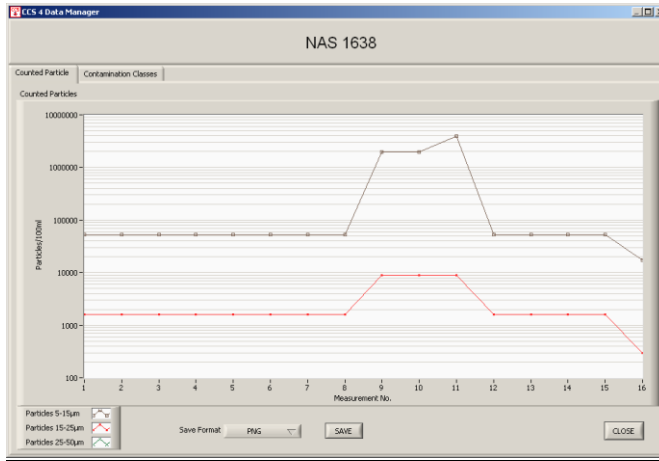 CCS 4 Data Manager
NAS 1638
Counted Particle
Contamination Classes
Counted Particles
10000000
1000000
100000
10000
1000
100
Particles/100ml
1 2 3 4 5 6 7 8 9 10 11 12 13 14 15 16
Measurement No.
Particles 5-15µm
Particles 15-25µm
Particles 25-50µm
Save Format PNG SAVE CLOSE